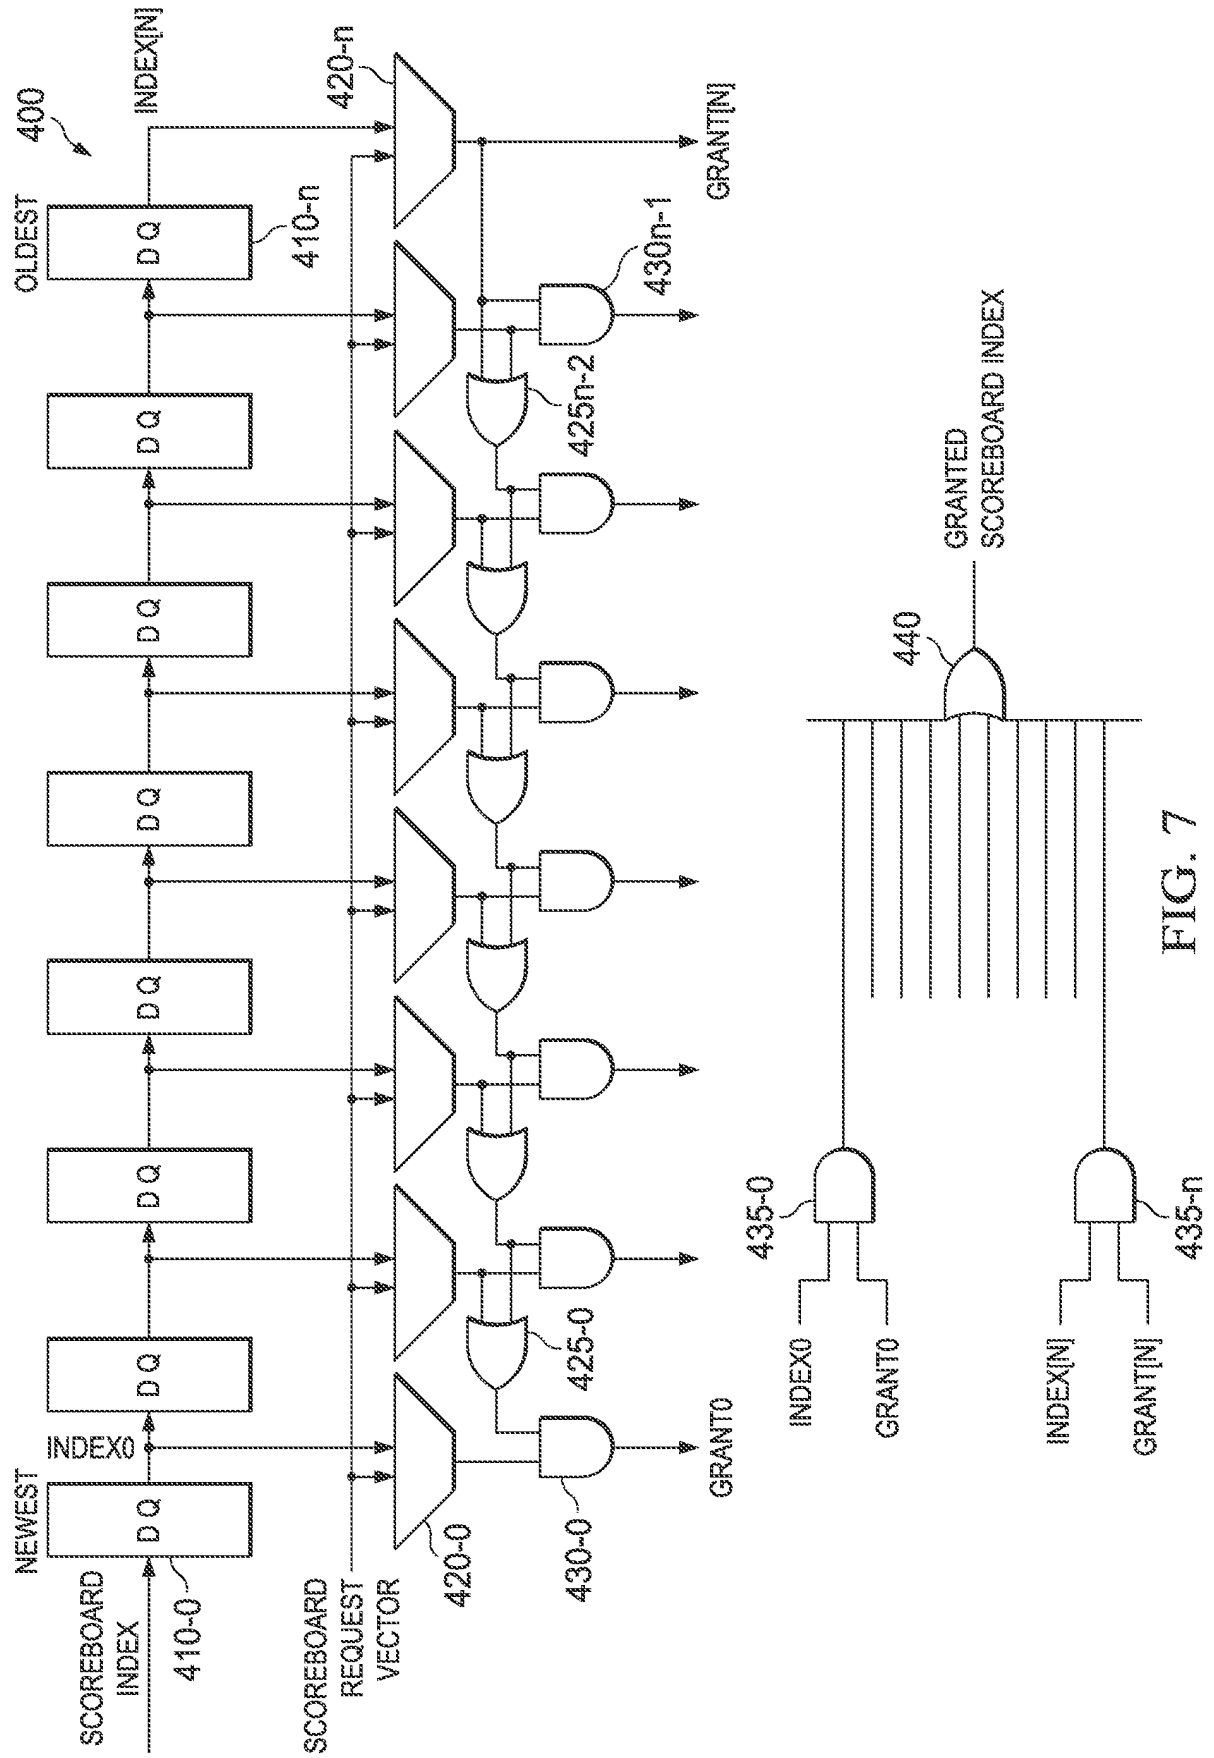 400
NEWEST
OLDEST
SCOREBOARD
INDEX
INDEX0
INDEX[N]
D Q
D Q
D Q
D Q
D Q
D Q
D Q
D Q
410-0
410-n
SCOREBOARD
REQUEST
VECTOR
420-0
420-n
425-0
425n-2
430-0
430n-1
GRANT0
GRANT[N]
INDEX0
GRANT0
435-0
INDEX[N]
GRANT[N]
435-n
440
GRANTED
SCOREBOARD INDEX
FIG. 7